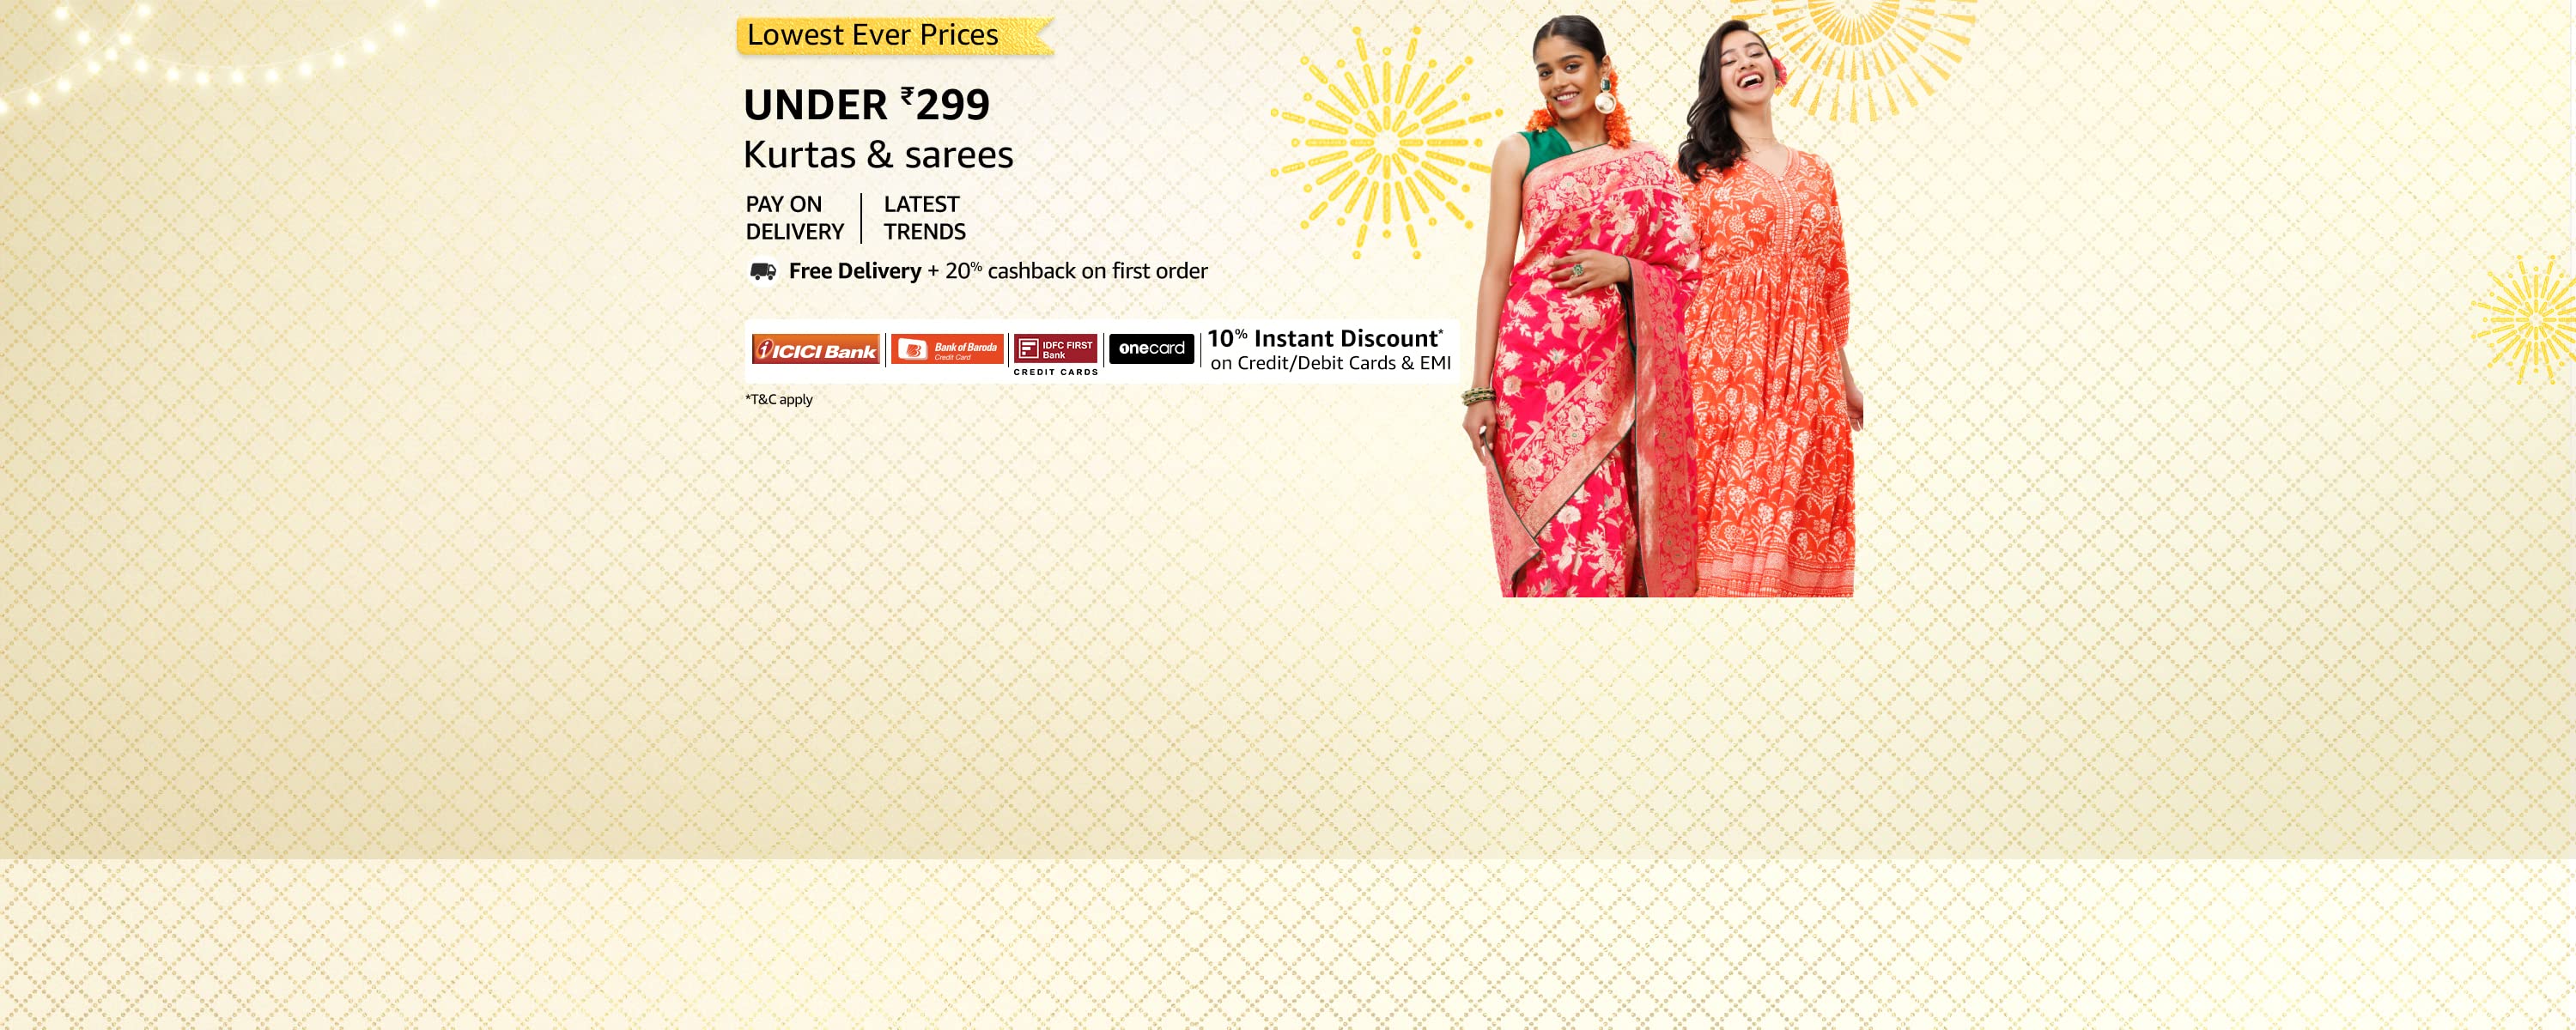 Lowest Ever Prices
UNDER ₹299
Kurtas & sarees
PAY ON DELIVERY | LATEST TRENDS
Free Delivery + 20% cashback on first order
ICICI Bank
Bank of Baroda
Credit Card
IDFC FIRST
Bank
CREDIT CARDS
onecard
10% Instant Discount*
on Credit/Debit Cards & EMI
*T&C apply